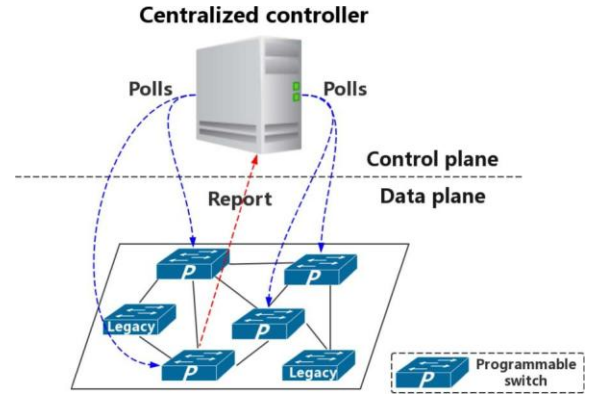 Centralized controller
Polls
Polls
Control plane
Report
Data plane
P
P
Legacy
P
P
Legacy
P
Programmable
switch